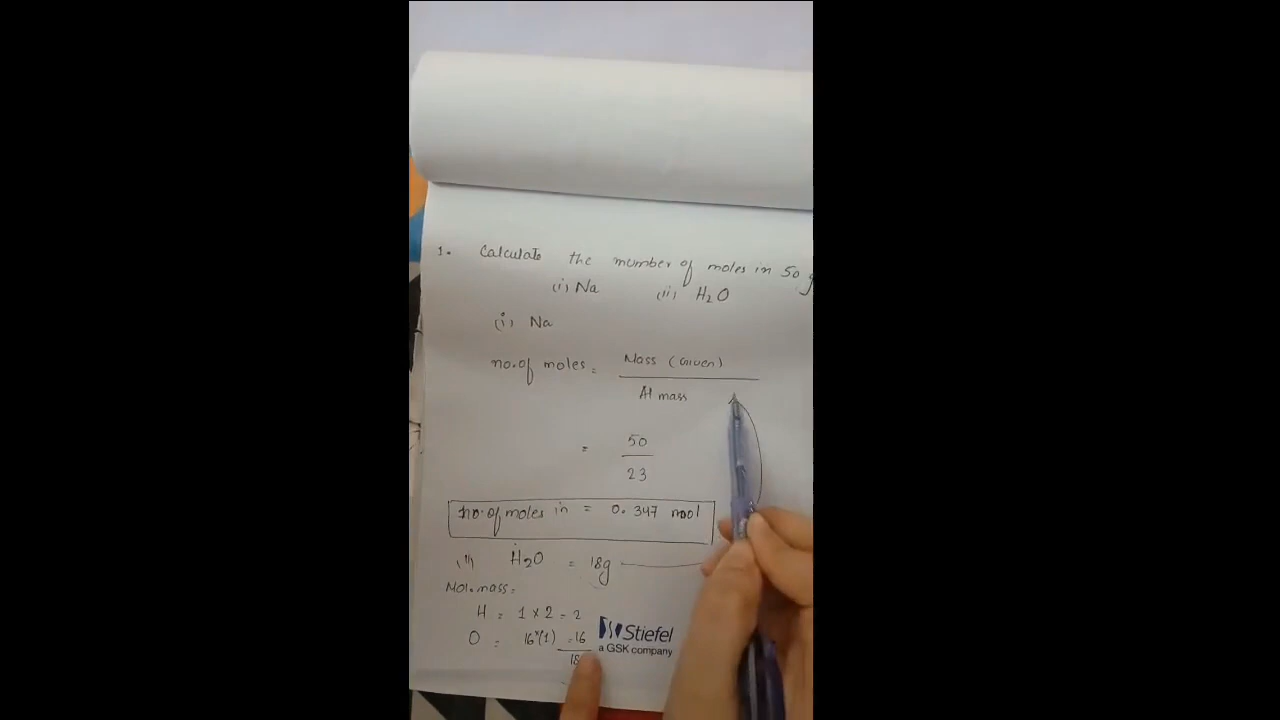 1. Calculate the number of moles in 50 g
(i) Na (ii) H2O
(i) Na
no. of moles = Mass (Given)
At mass
= 50
23
no. of moles in = 0.347 mol
(ii) H2O = 18g
Mol. mass =
H = 1 × 2 = 2
O = 16 × (1) = 16
18
Stiefel
a GSK company